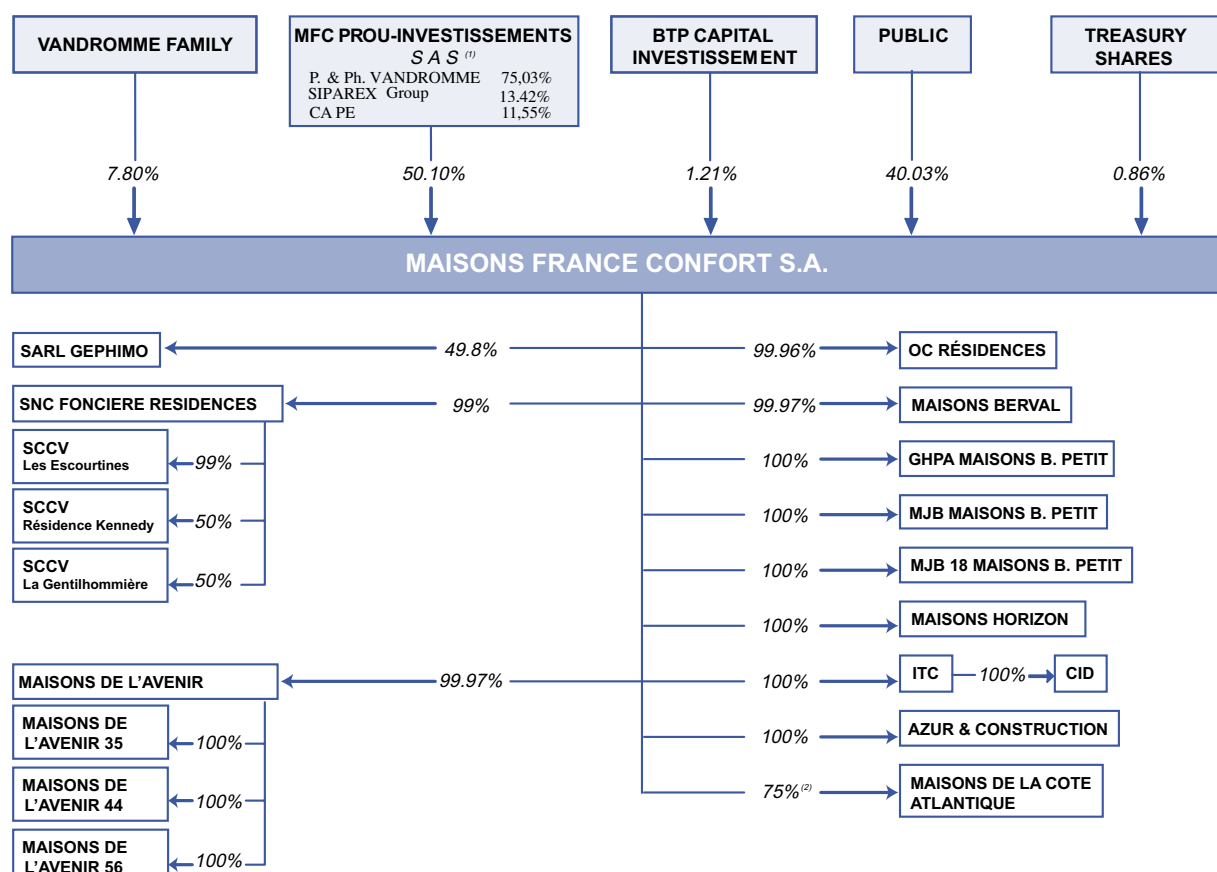 VANDROMME FAMILY
MFC PROU-INVESTISSEMENTS
S A S (1)
P. & Ph. VANDROMME 75,03%
SIPAREX Group 13.42%
CA PE 11,55%
BTP CAPITAL
INVESTISSEMENT
PUBLIC
TREASURY
SHARES
7.80%
50.10%
1.21%
40.03%
0.86%
MAISONS FRANCE CONFORT S.A.
SARL GEPHIMO
49.8%
99.96%
OC RÉSIDENCES
SNC FONCIERE RESIDENCES
99%
99.97%
MAISONS BERVAL
SCCV
Les Escourtines
99%
100%
GHPA MAISONS B. PETIT
SCCV
Résidence Kennedy
50%
100%
MJB MAISONS B. PETIT
SCCV
La Gentilhommière
50%
100%
MJB 18 MAISONS B. PETIT
100%
MAISONS HORIZON
MAISONS DE L'AVENIR
99.97%
100%
ITC
100%
CID
MAISONS DE
L'AVENIR 35
100%
100%
AZUR & CONSTRUCTION
MAISONS DE
L'AVENIR 44
100%
75%(2)
MAISONS DE LA COTE
ATLANTIQUE
MAISONS DE
L'AVENIR 56
100%